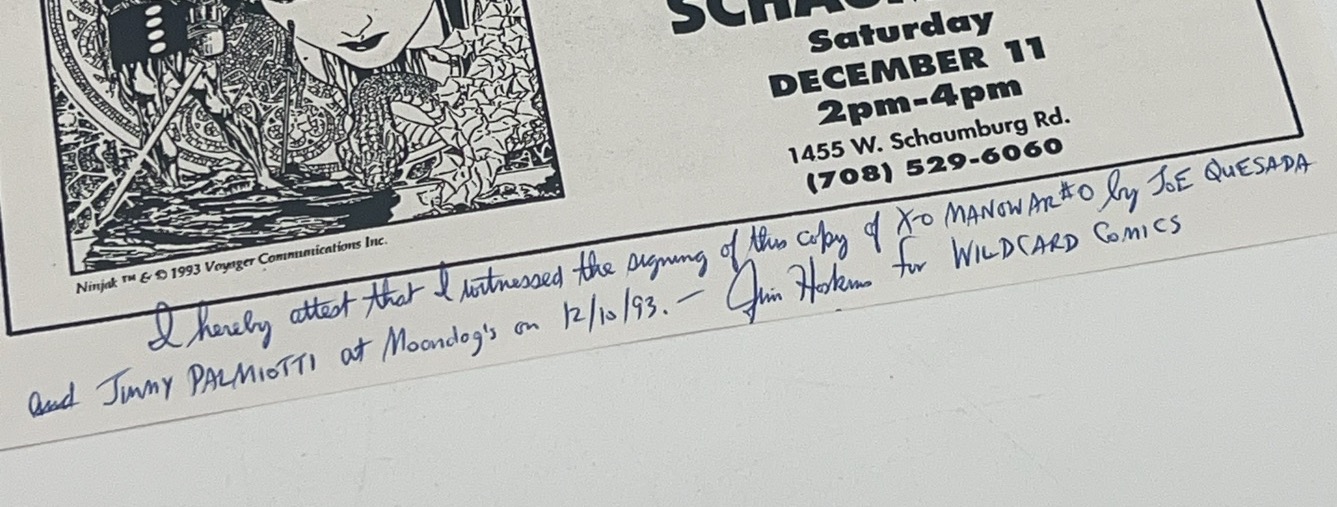 SCHAU
Saturday
DECEMBER 11
2pm-4pm
1455 W. Schaumburg Rd.
(708) 529-6060
Ninjak ™ & © 1993 Voyager Communications Inc.
I hereby attest that I witnessed the signing of this copy of X-O MANOWAR #0 by JOE QUESADA
and JIMMY PALMIOTTI at Moondog's on 12/10/93. — Jim Hoskins for WILDCARD COMICS